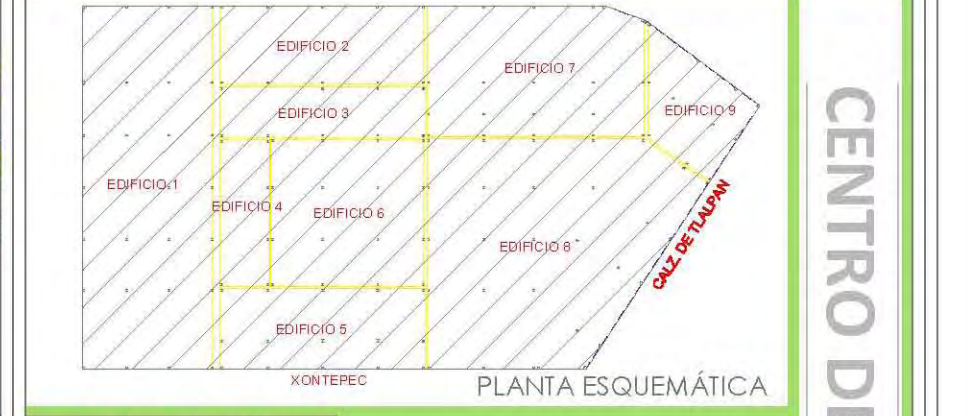 EDIFICIO 2
EDIFICIO 7
EDIFICIO 3
EDIFICIO 9
EDIFICIO 1
EDIFICIO 4
EDIFICIO 6
EDIFICIO 8
CALZ. DE TLALPAN
EDIFICIO 5
XONTEPEC
PLANTA ESQUEMÁTICA
CENTRO DE